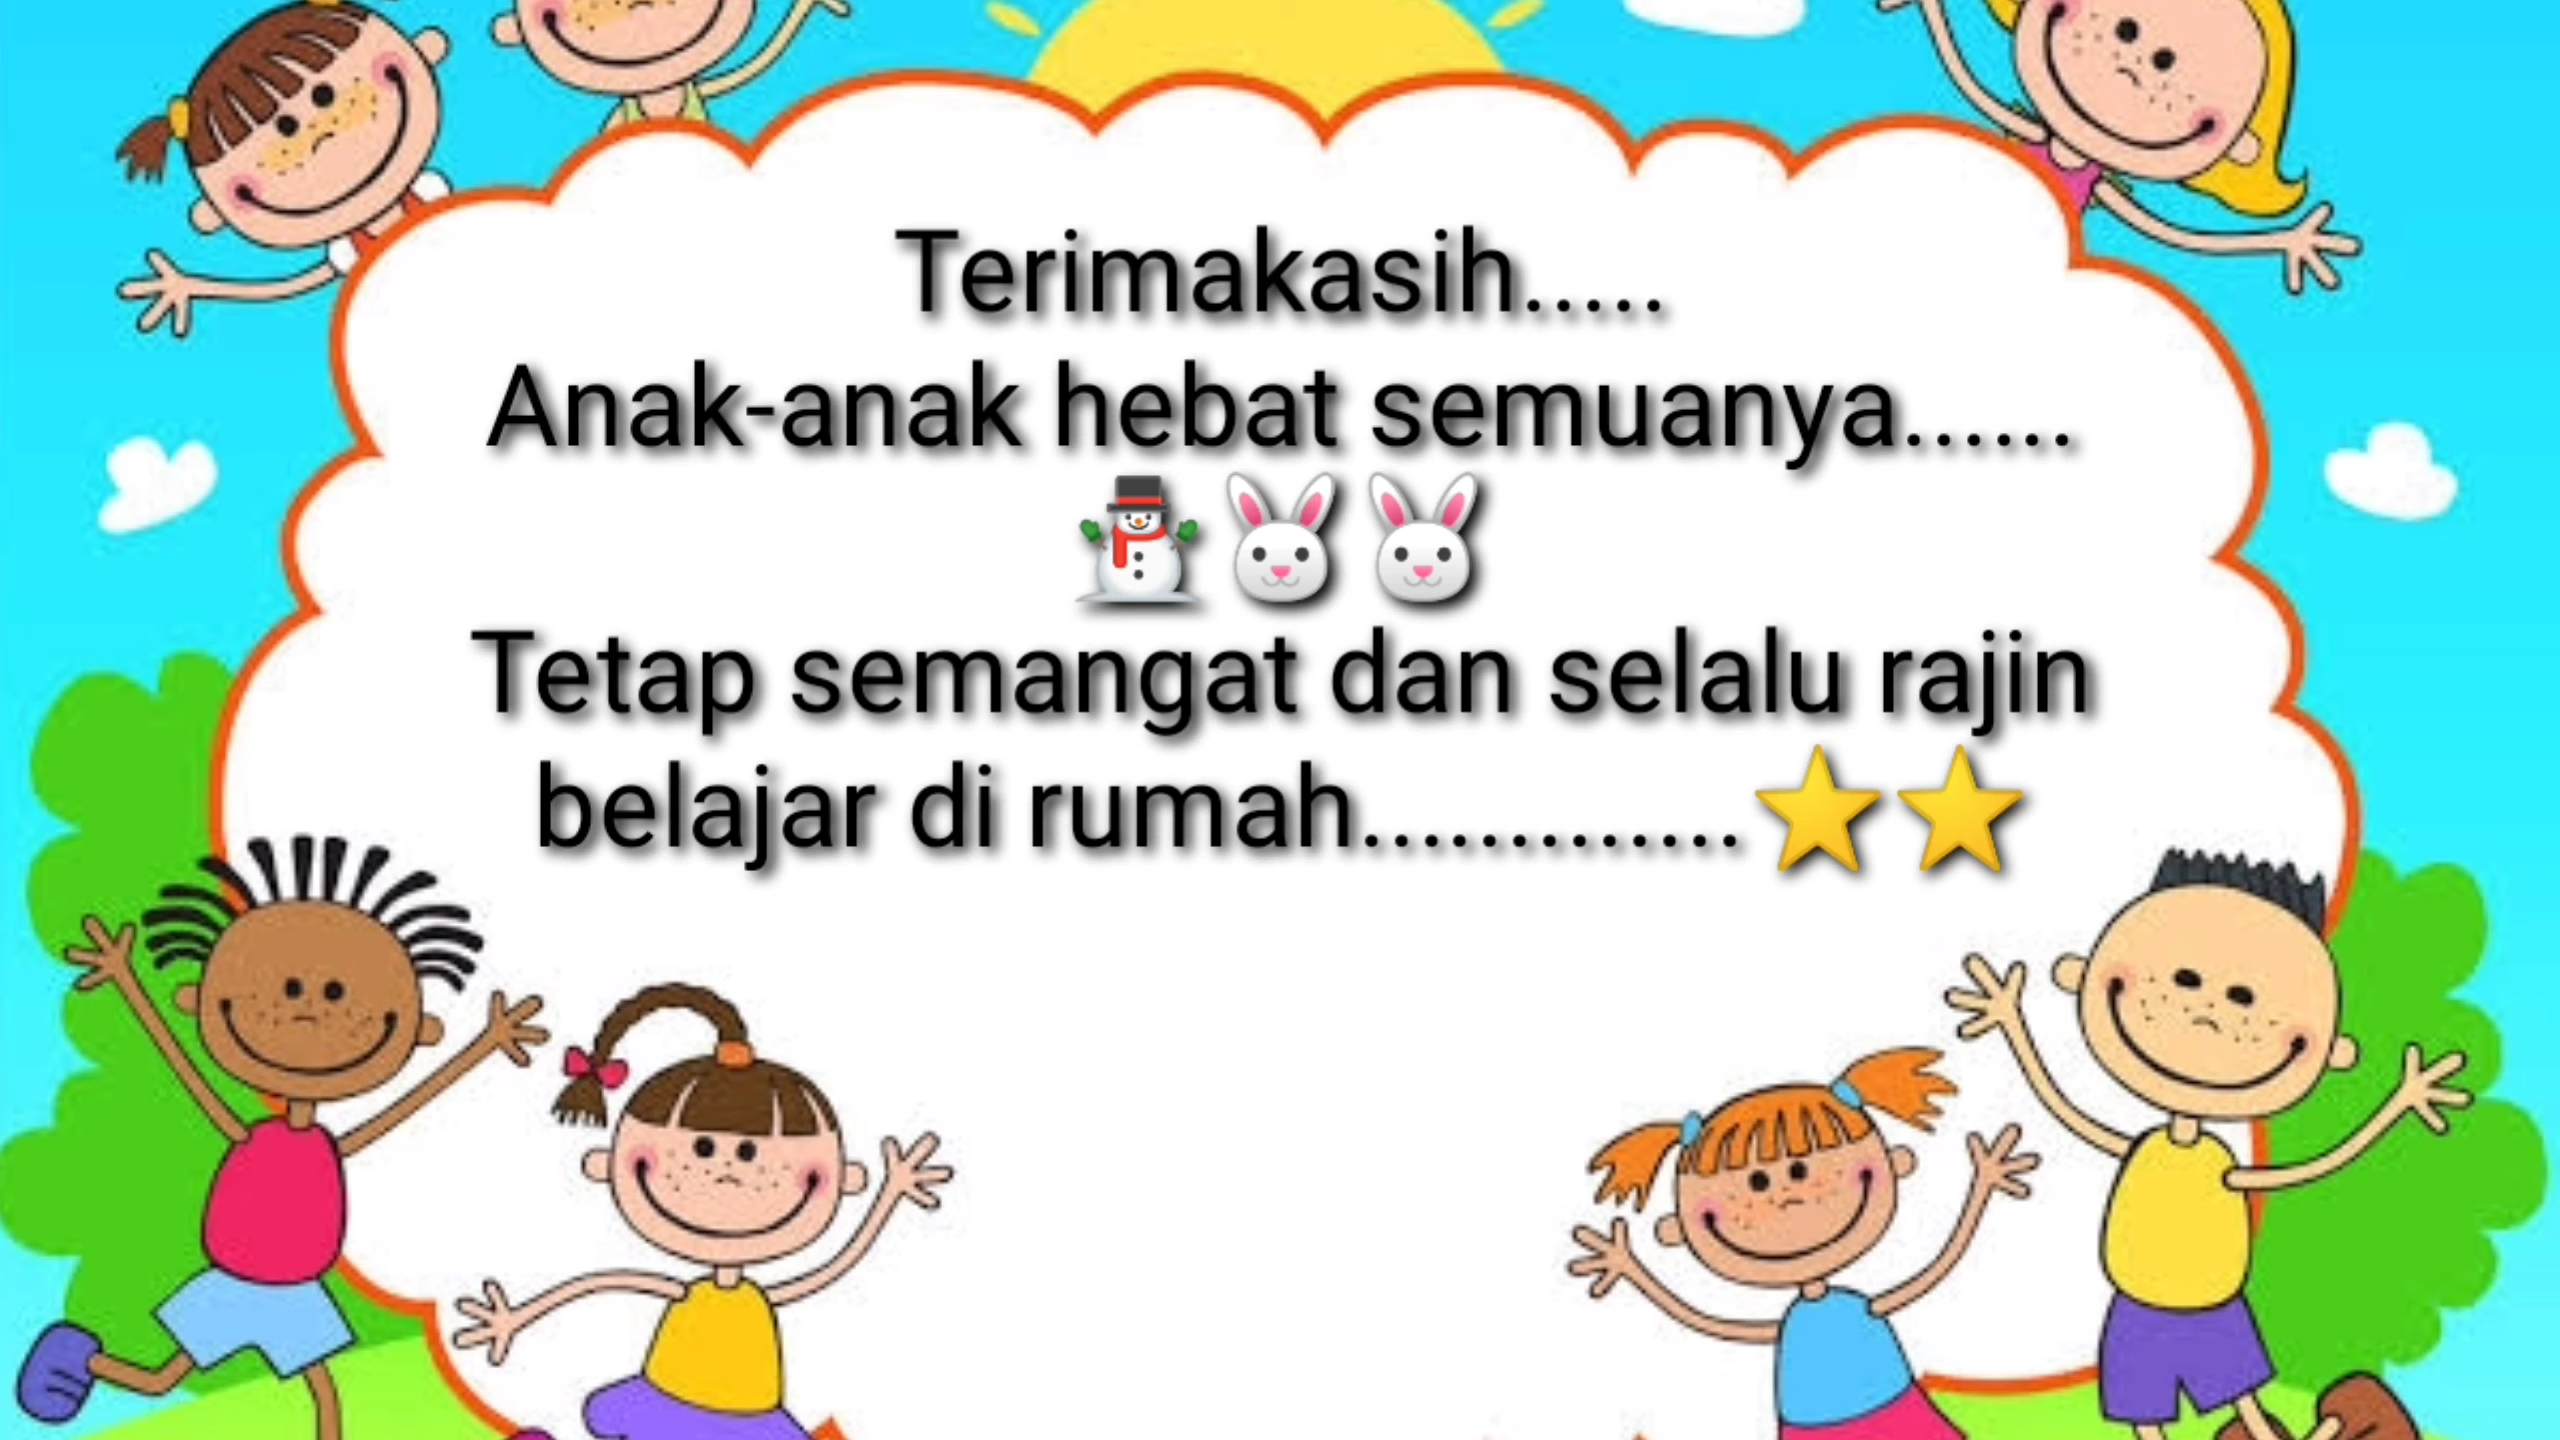 Terimakasih.....
Anak-anak hebat semuanya......
⛄🐰🐰
Tetap semangat dan selalu rajin
belajar di rumah.............⭐⭐